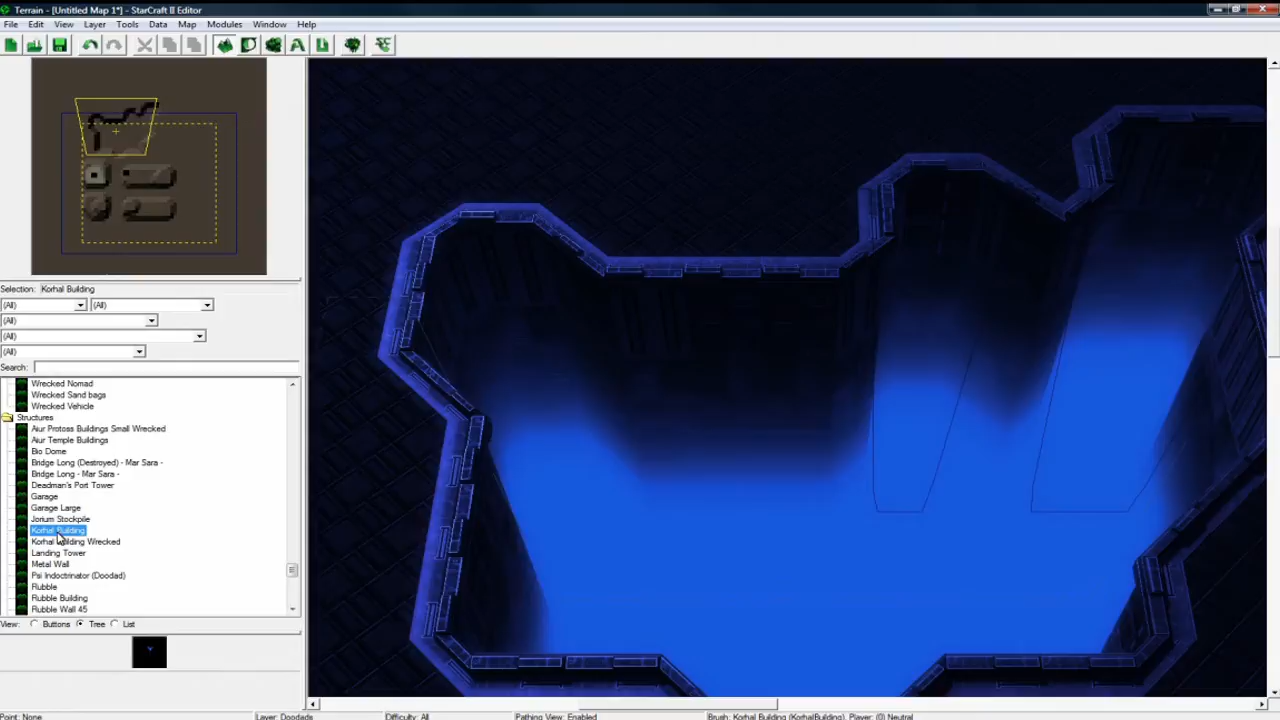 Terrain - [Untitled Map 1*] - StarCraft II Editor
File Edit View Layer Tools Data Map Modules Window Help
Selection: Korhal Building
(All) (All)
(All)
(All)
(All)
Search:
Wrecked Nomad
Wrecked Sand bags
Wrecked Vehicle
Structures
Aiur Protoss Buildings Small Wrecked
Aiur Temple Buildings
Bio Dome
Bridge Long (Destroyed) - Mar Sara -
Bridge Long - Mar Sara -
Deadman's Port Tower
Garage
Garage Large
Jorium Stockpile
Korhal Building
Korhal Building Wrecked
Landing Tower
Metal Wall
Psi Indoctrinator (Doodad)
Rubble
Rubble Building
Rubble Wall 45
View: Buttons Tree List
Point: None Layer: Doodads Difficulty: All Pathing View: Enabled Brush: Korhal Building (KorhalBuilding), Player: (0) Neutral